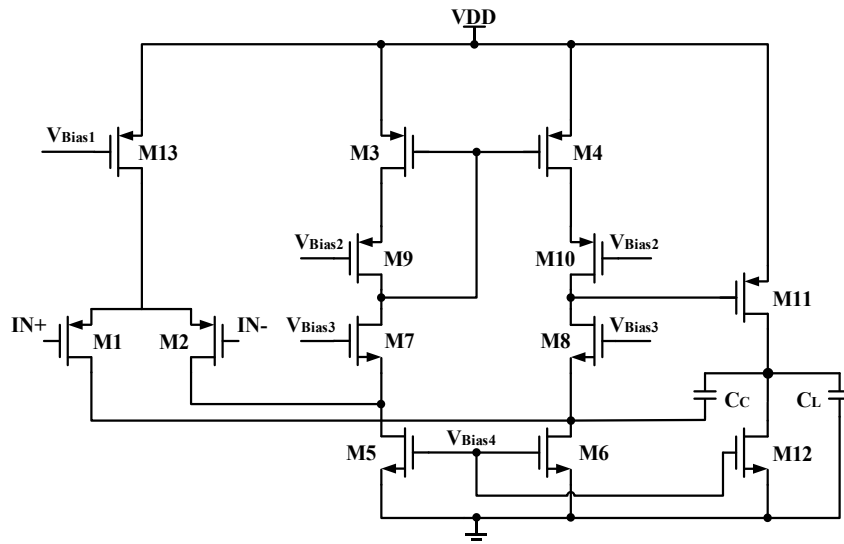 VDD
VBias1
M13
M3
M4
VBias2
M9
M10
VBias2
M11
IN+
M1
M2
IN-
VBias3
M7
M8
VBias3
CC
CL
M5
VBias4
M6
M12